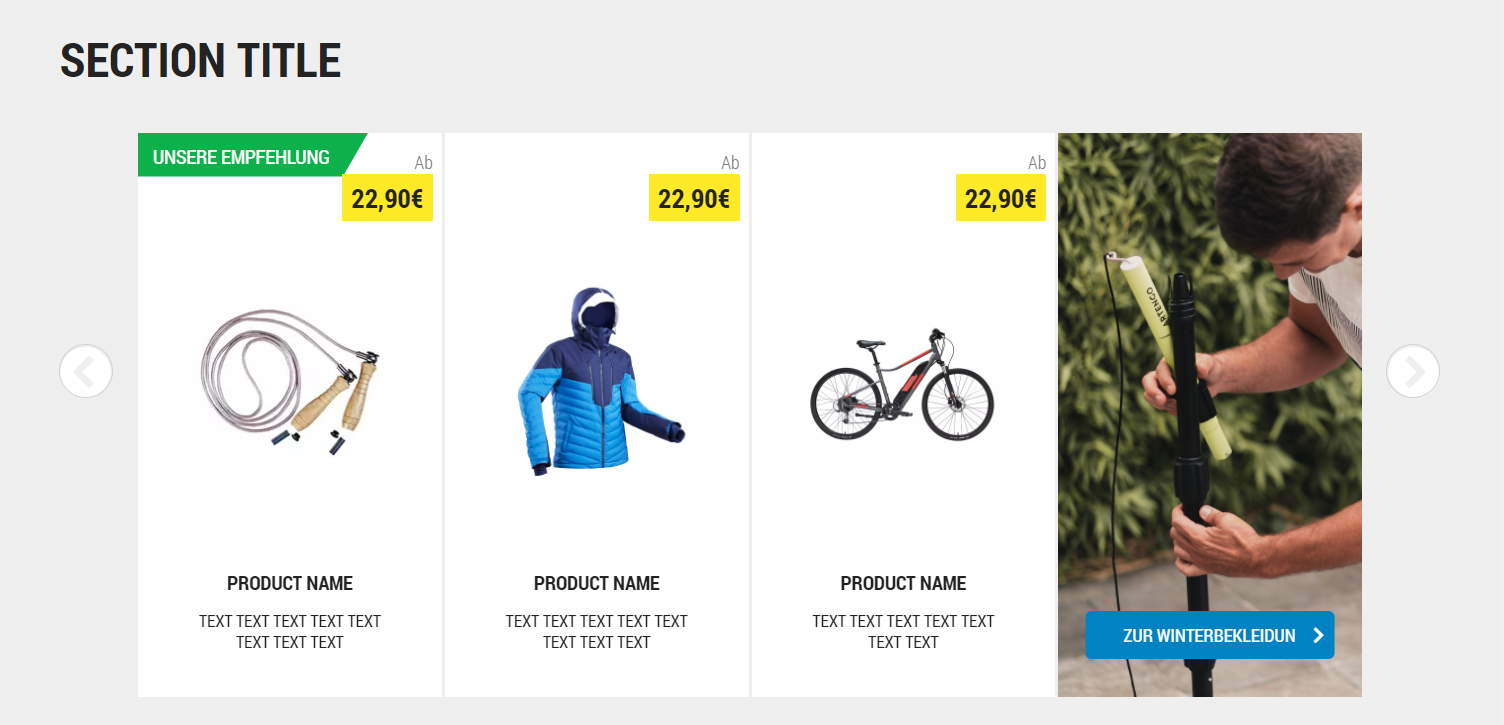 SECTION TITLE
UNSERE EMPFEHLUNG
Ab
22,90€
PRODUCT NAME
TEXT TEXT TEXT TEXT TEXT
TEXT TEXT TEXT
Ab
22,90€
PRODUCT NAME
TEXT TEXT TEXT TEXT TEXT
TEXT TEXT TEXT
Ab
22,90€
PRODUCT NAME
TEXT TEXT TEXT TEXT TEXT
TEXT TEXT
ARTENGO
ZUR WINTERBEKLEIDUN